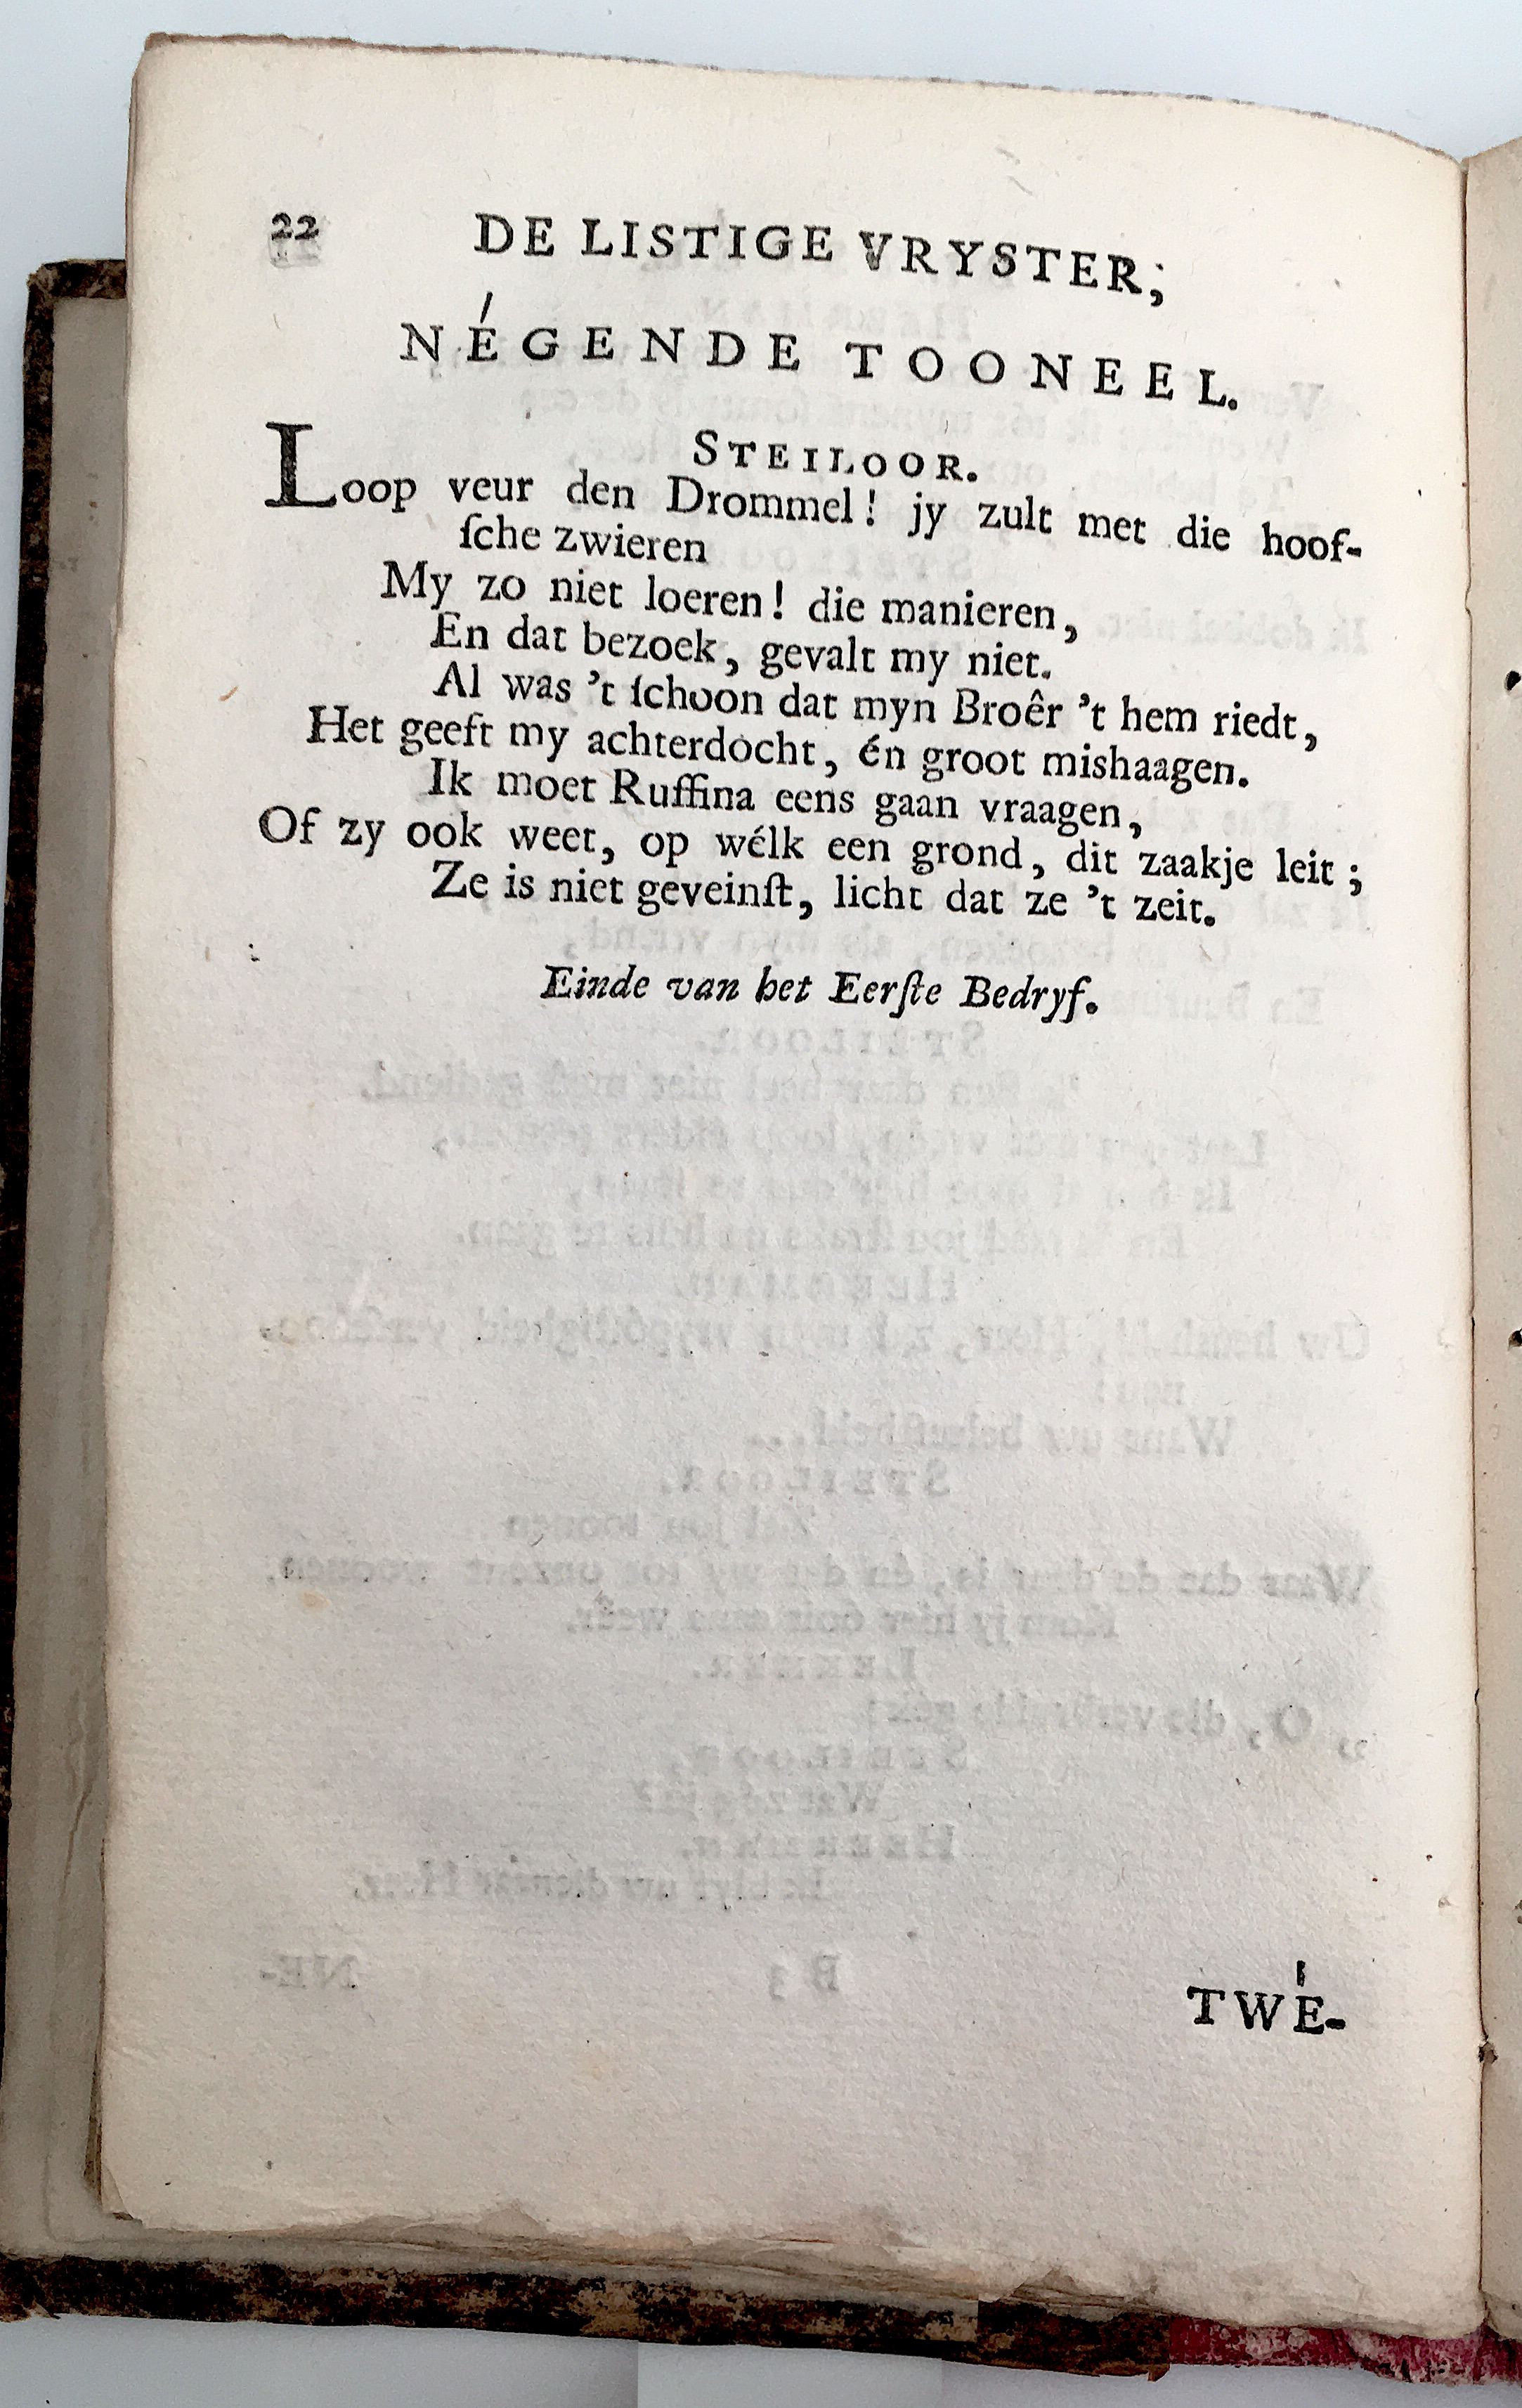 22 DE LISTIGE VRYSTER;
NÉGENDE TOONEEL.
STEILOOR.
Loop veur den Drommel! jy zult met die hoof-
ſche zwieren
My zo niet loeren! die manieren,
En dat bezoek, gevalt my niet.
Al was 't ſchoon dat myn Broêr 't hem riedt,
Het geeft my achterdocht, én groot mishaagen.
Ik moet Ruffina eens gaan vraagen,
Of zy ook weet, op wélk een grond, dit zaakje leit;
Ze is niet geveinſt, licht dat ze 't zeit.
Einde van het Eerſte Bedryf.
TWÉ-